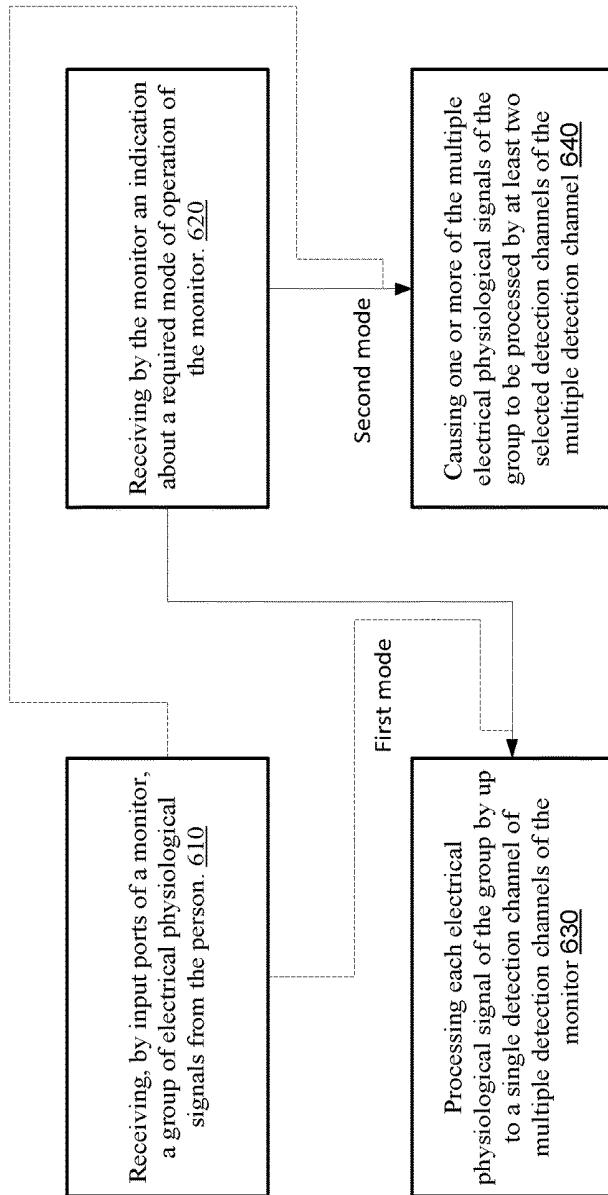 Receiving, by input ports of a monitor,
a group of electrical physiological
signals from the person. 610
Receiving by the monitor an indication
about a required mode of operation of
the monitor. 620
First mode
Second mode
Processing each electrical
physiological signal of the group by up
to a single detection channel of
multiple detection channels of the
monitor 630
Causing one or more of the multiple
electrical physiological signals of the
group to be processed by at least two
selected detection channels of the
multiple detection channel 640